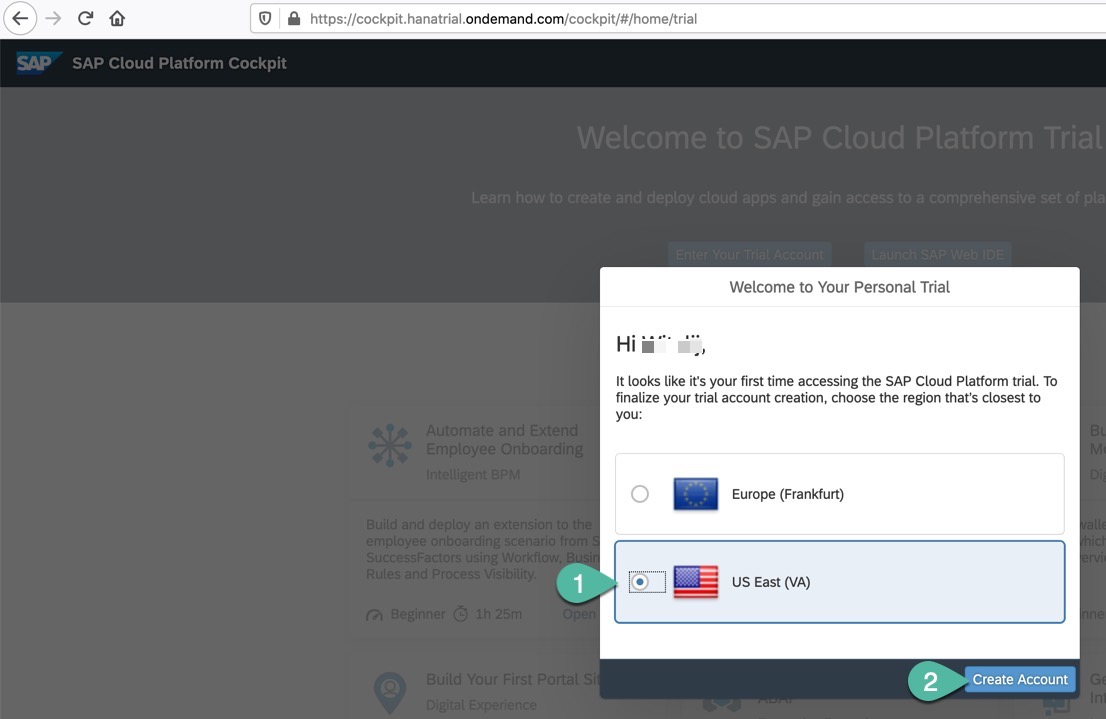 https://cockpit.hanatrial.ondemand.com/cockpit/#/home/trial
SAP SAP Cloud Platform Cockpit
Welcome to SAP Cloud Platform Trial
Learn how to create and deploy cloud apps and gain access to a comprehensive set of pla
Enter Your Trial Account Launch SAP Web IDE
Welcome to Your Personal Trial
Hi
It looks like it's your first time accessing the SAP Cloud Platform trial. To
finalize your trial account creation, choose the region that's closest to
you:
Europe (Frankfurt)
1
US East (VA)
2
Create Account
Automate and Extend
Employee Onboarding
Intelligent BPM
Build and deploy an extension to the
employee onboarding scenario from S
SuccessFactors using Workflow, Busin
Rules and Process Visibility.
Beginner 1h 25m Open
Build Your First Portal Sit
Digital Experience
ABAP